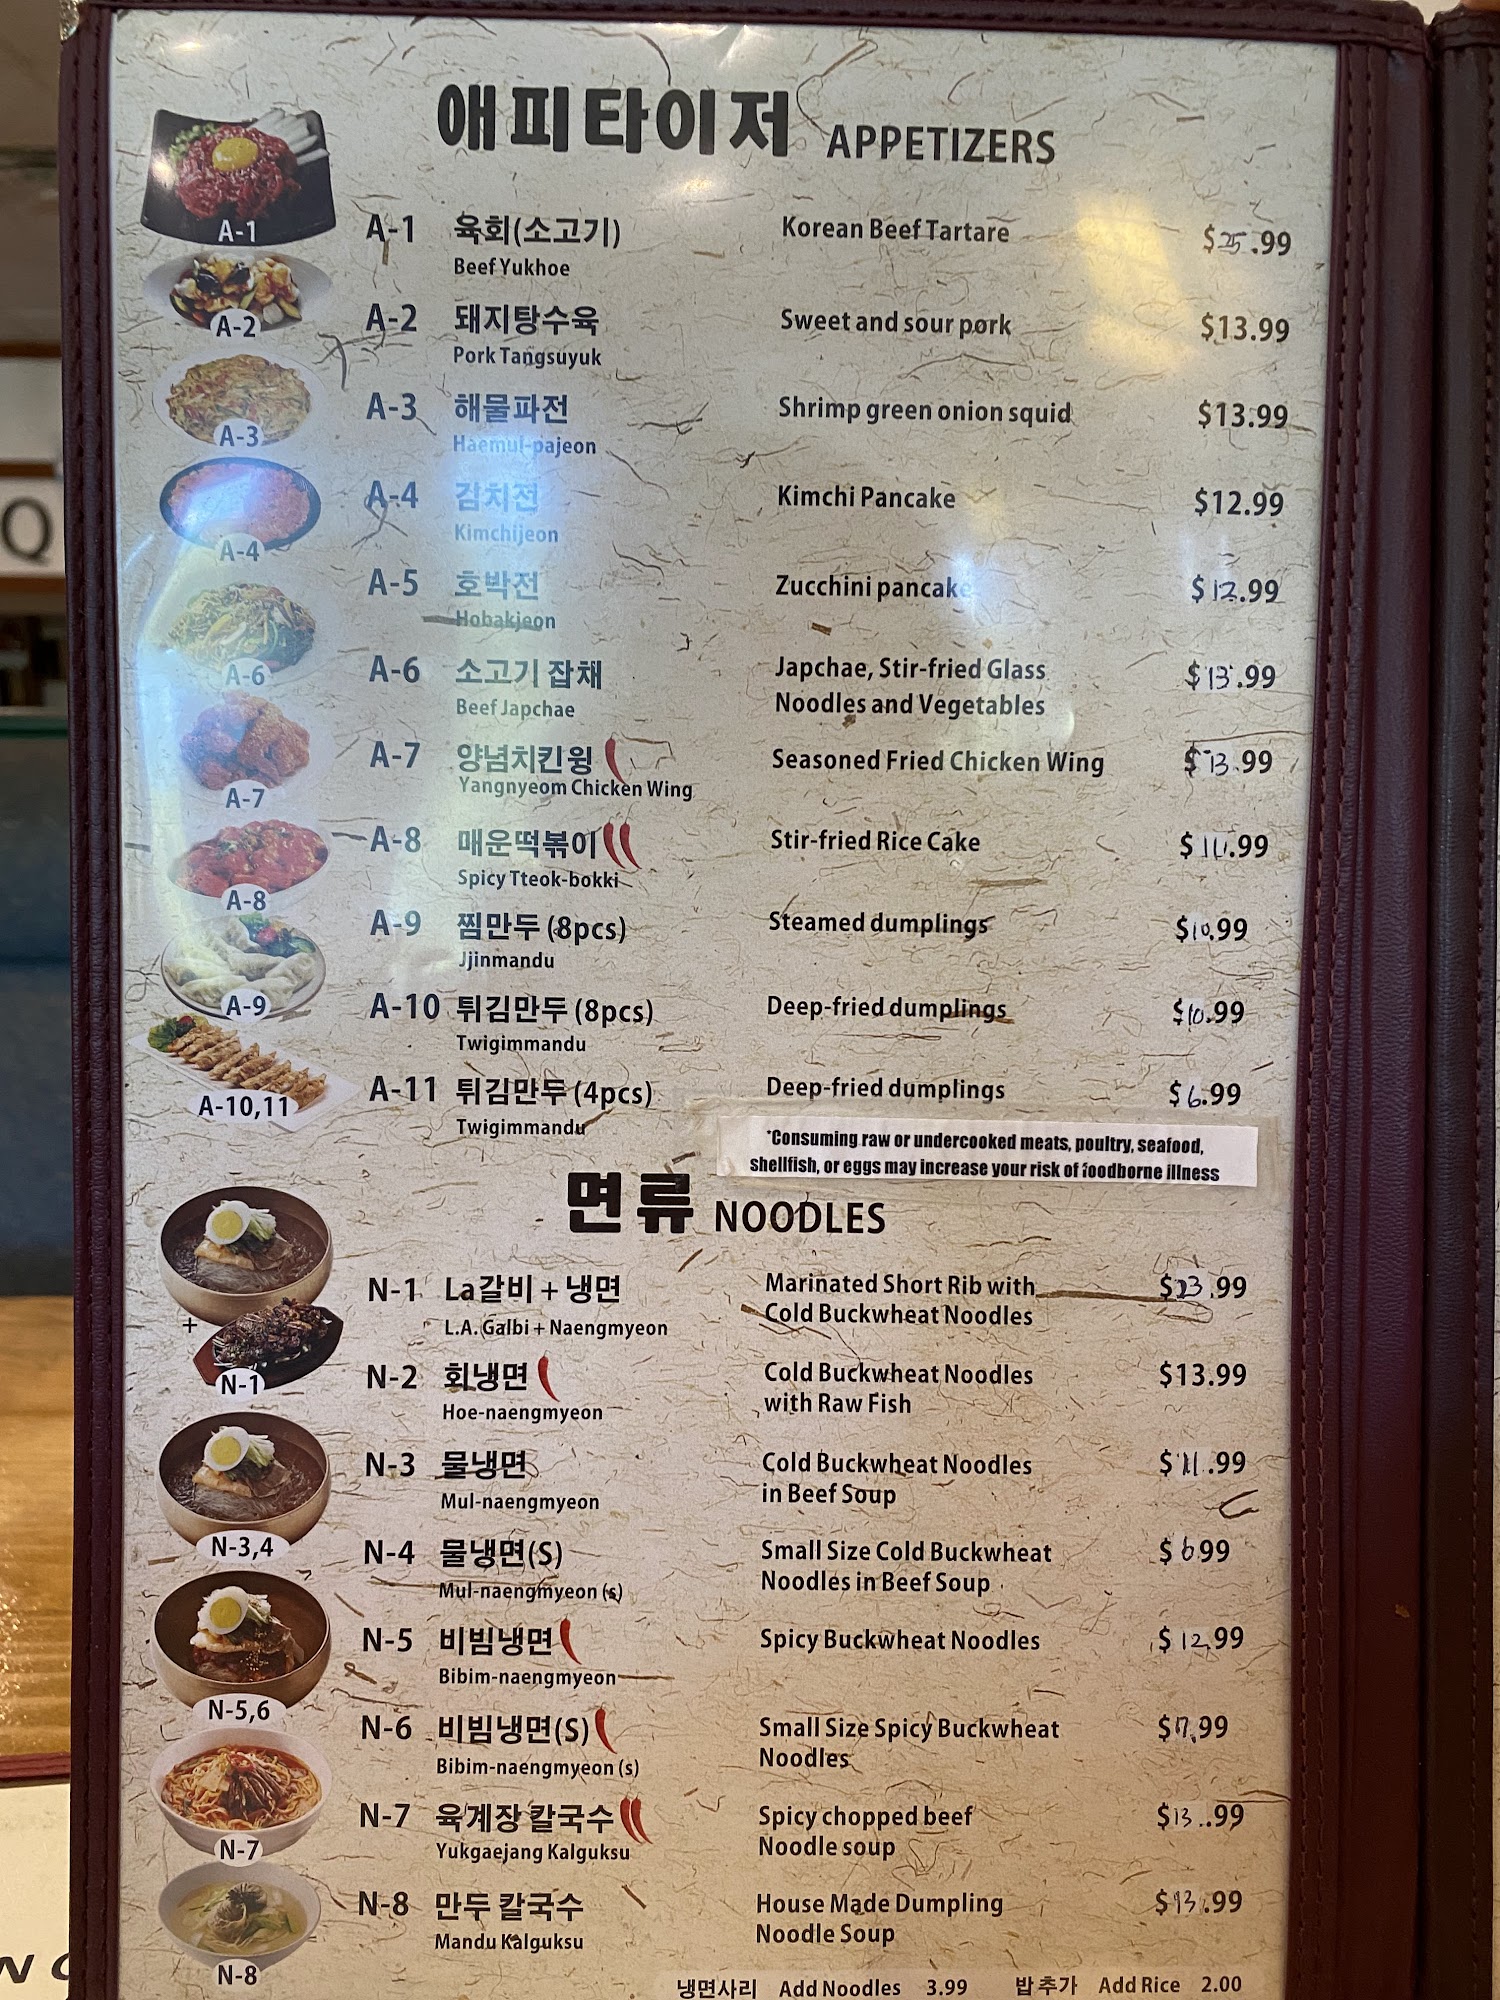 애피타이저 APPETIZERS
A-1 육회(소고기) Korean Beef Tartare $25.99
Beef Yukhoe
A-2 돼지탕수육 Sweet and sour pork $13.99
Pork Tangsuyuk
A-3 해물파전 Shrimp green onion squid $13.99
Haemul-pajeon
A-4 김치전 Kimchi Pancake $12.99
Kimchijeon
A-5 호박전 Zucchini pancake $12.99
Hobakjeon
A-6 소고기 잡채 Japchae, Stir-fried Glass $13.99
Beef Japchae Noodles and Vegetables
A-7 양념치킨윙 Seasoned Fried Chicken Wing $13.99
Yangnyeom Chicken Wing
A-8 매운떡볶이 Stir-fried Rice Cake .99
Spicy Tteok-bokki
A-9 찜만두 (8pcs) Steamed dumplings $10.99
Jjinmandu
A-10 튀김만두 (8pcs) Deep-fried dumplings $10.99
Twigimmandu
A-11 튀김만두 (4pcs) Deep-fried dumplings $6.99
Twigimmandu
A-1
A-2
A-3
A-4
A-6
A-7
A-8
A-9
A-10,11
*Consuming raw or undercooked meats, poultry, seafood,
shellfish, or eggs may increase your risk of foodborne illness
면류 NOODLES
N-1 La갈비 + 냉면 Marinated Short Rib with $23.99
L.A. Galbi + Naengmyeon Cold Buckwheat Noodles
N-2 회냉면 Cold Buckwheat Noodles $13.99
Hoe-naengmyeon with Raw Fish
N-3 물냉면 Cold Buckwheat Noodles $11.99
Mul-naengmyeon in Beef Soup
N-4 물냉면(S) Small Size Cold Buckwheat $6.99
Mul-naengmyeon (s) Noodles in Beef Soup
N-5 비빔냉면 Spicy Buckwheat Noodles $12.99
Bibim-naengmyeon
N-6 비빔냉면(S) Small Size Spicy Buckwheat $7.99
Bibim-naengmyeon (s) Noodles
N-7 육계장 칼국수 Spicy chopped beef $13.99
Yukgaejang Kalguksu Noodle soup
N-8 만두 칼국수 House Made Dumpling $13.99
Mandu Kalguksu Noodle Soup
+
N-1
N-3,4
N-5,6
N-7
N-8
냉면사리 Add Noodles 3.99 밥 추가 Add Rice 2.00
Q